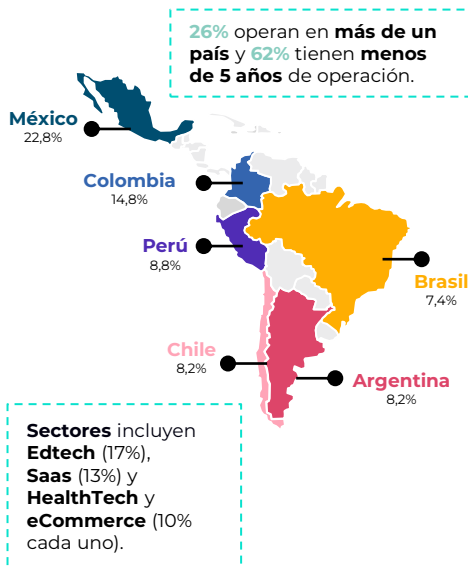 26% operan en más de un
país y 62% tienen menos
de 5 años de operación.
México
22,8%
Colombia
14,8%
Perú
8,8%
Brasil
7,4%
Chile
8,2%
Argentina
8,2%
Sectores incluyen
Edtech (17%),
Saas (13%) y
HealthTech y
eCommerce (10%
cada uno).